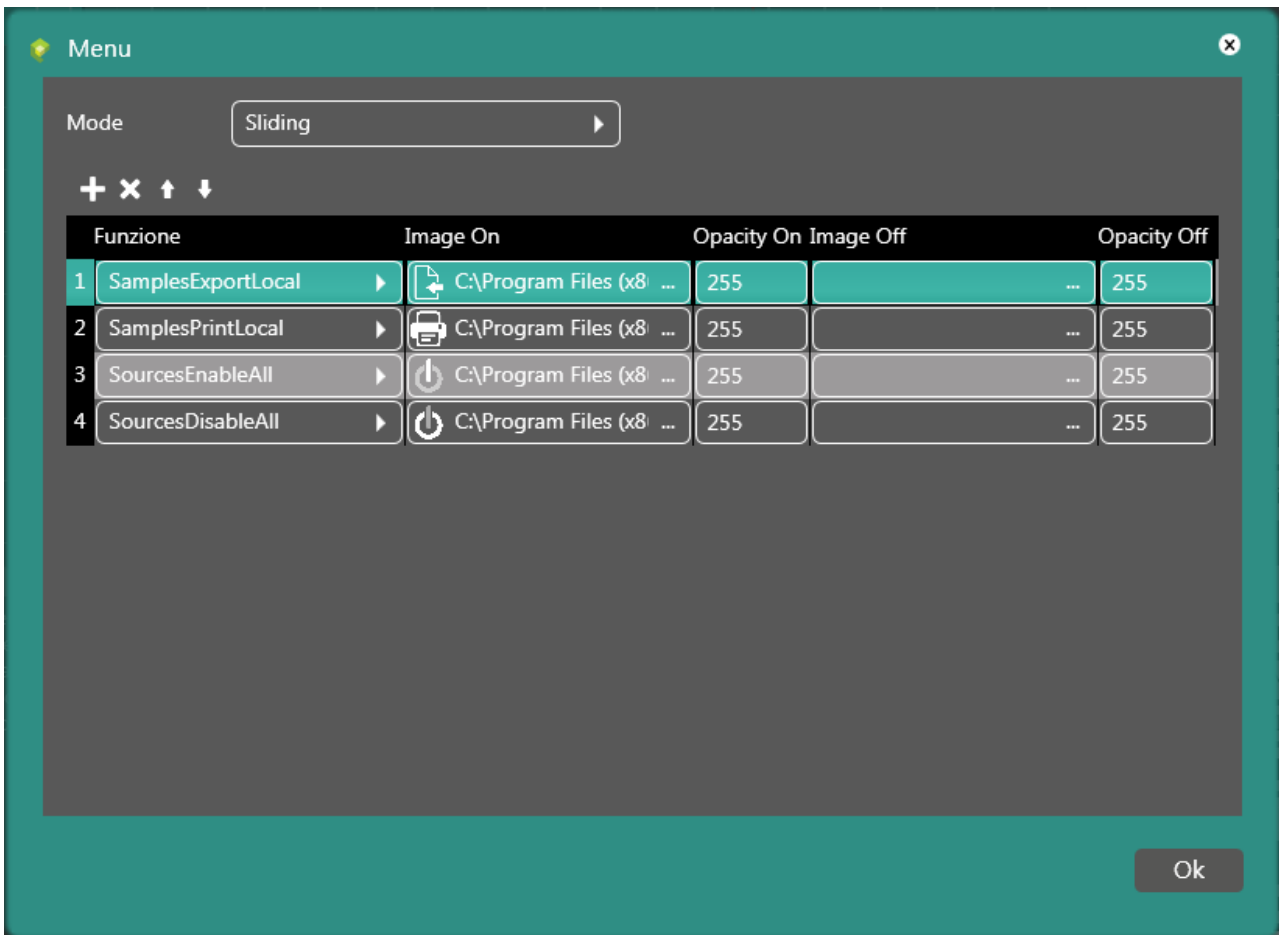 Menu
Mode Sliding
Funzione Image On Opacity On Image Off Opacity Off
1 SamplesExportLocal C:\Program Files (x8 ... 255 ... 255
2 SamplesPrintLocal C:\Program Files (x8 ... 255 ... 255
3 SourcesEnableAll C:\Program Files (x8 ... 255 ... 255
4 SourcesDisableAll C:\Program Files (x8 ... 255 ... 255
Ok